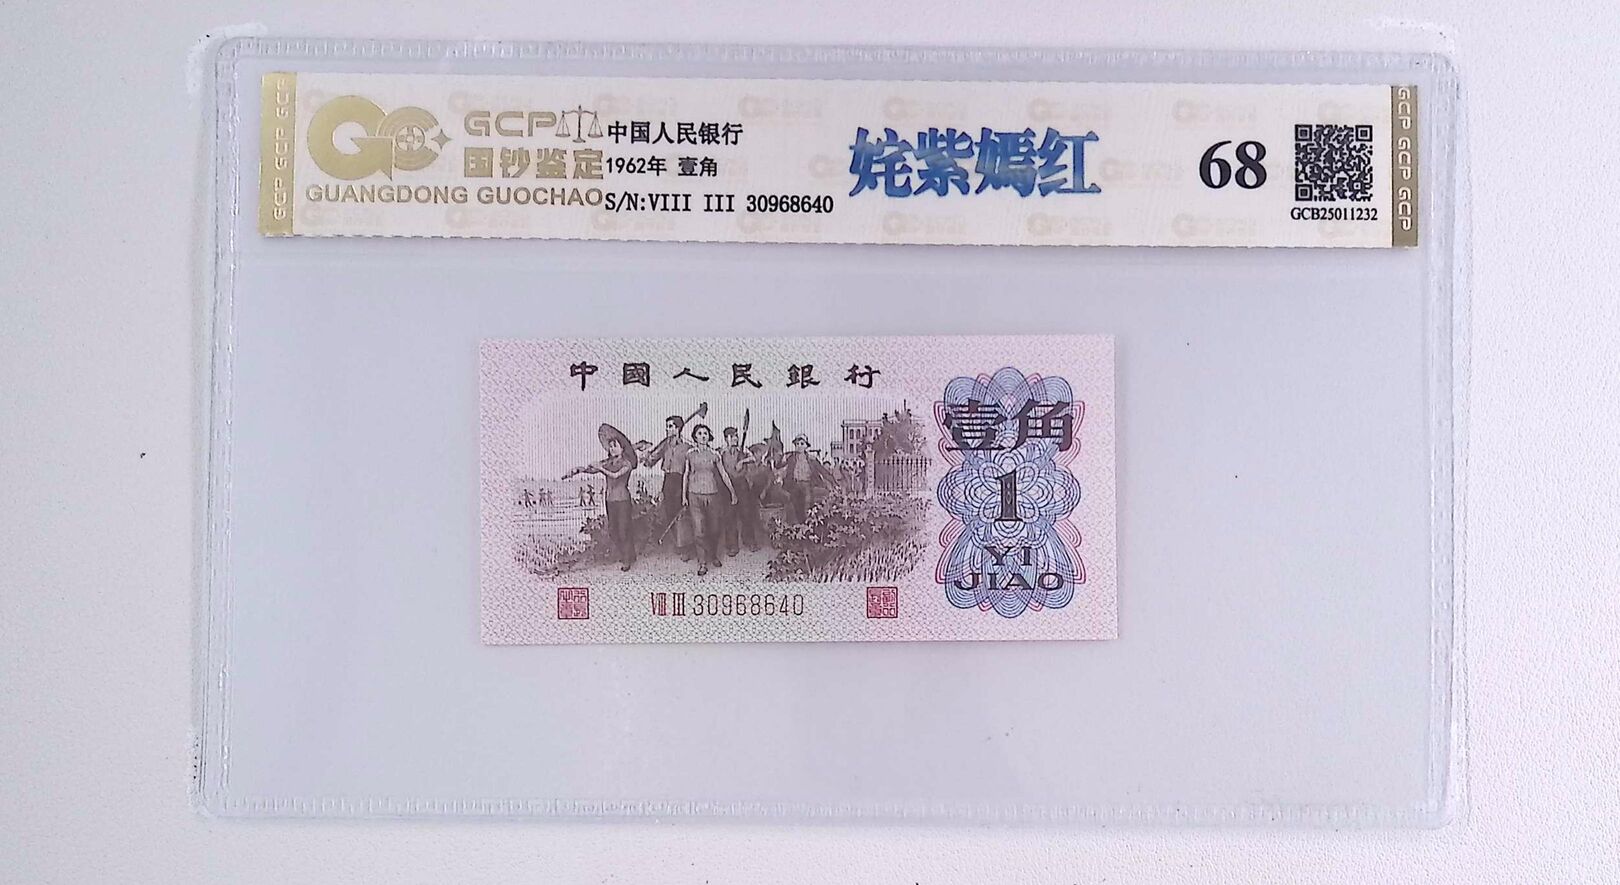 GCP
国钞鉴定
GUANGDONG GUOCHAO
中国人民银行
1962年 壹角
S/N:VIII III 30968640
姹紫嫣红
68
GCB25011232
GCP GCP GCP
GCP GCP GCP
中國人民銀行
壹角
1
YI
JIAO
VIII III 30968640